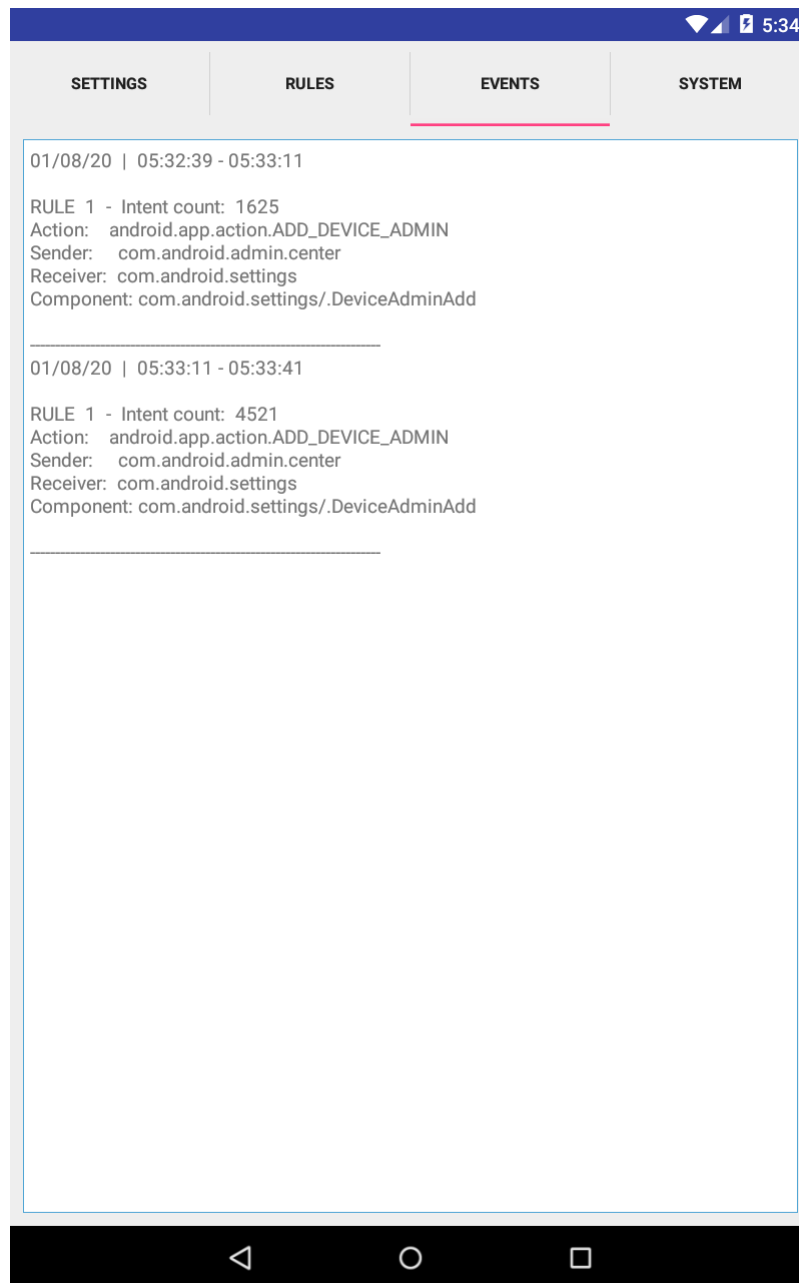 5:34
SETTINGS RULES EVENTS SYSTEM
01/08/20 | 05:32:39 - 05:33:11
RULE 1 - Intent count: 1625
Action: android.app.action.ADD_DEVICE_ADMIN
Sender: com.android.admin.center
Receiver: com.android.settings
Component: com.android.settings/.DeviceAdminAdd
01/08/20 | 05:33:11 - 05:33:41
RULE 1 - Intent count: 4521
Action: android.app.action.ADD_DEVICE_ADMIN
Sender: com.android.admin.center
Receiver: com.android.settings
Component: com.android.settings/.DeviceAdminAdd